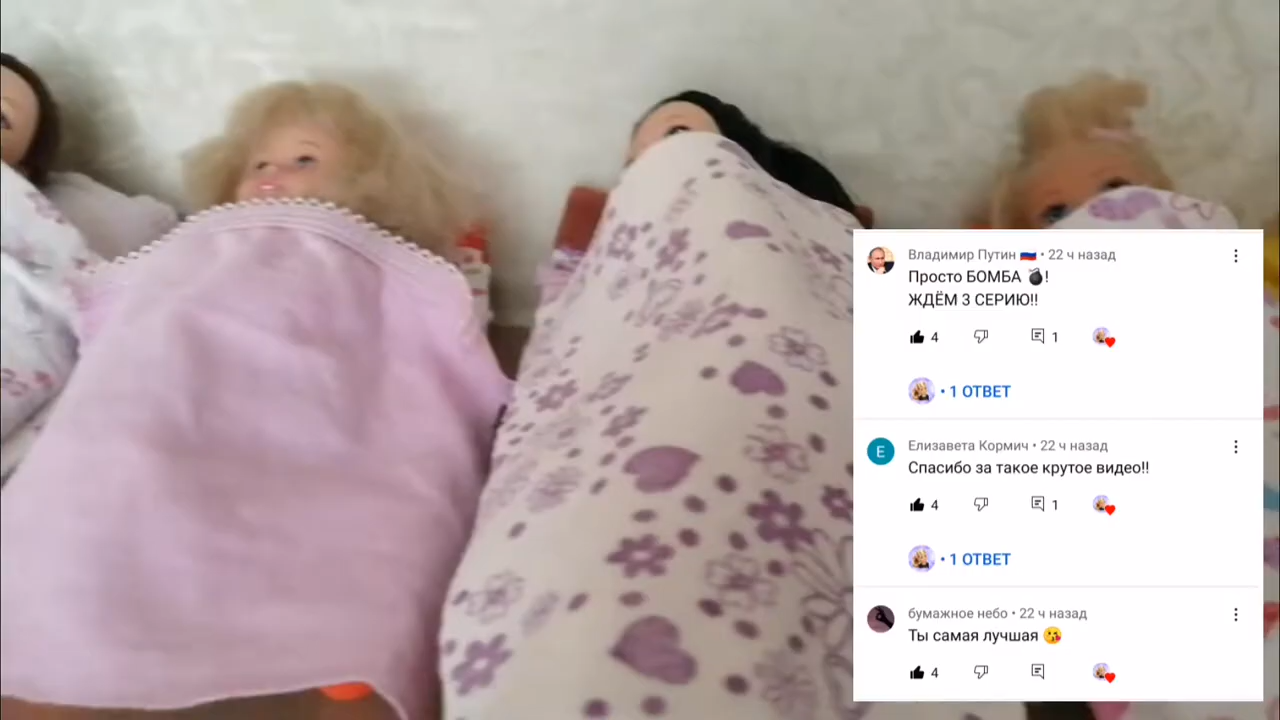 Владимир Путин 🇷🇺 • 22 ч назад
Просто БОМБА 💣!
ЖДЁМ 3 СЕРИЮ!!
4 1
• 1 ОТВЕТ
Е
Елизавета Кормич • 22 ч назад
Спасибо за такое крутое видео!!
4 1
• 1 ОТВЕТ
бумажное небо • 22 ч назад
Ты самая лучшая 😘
4